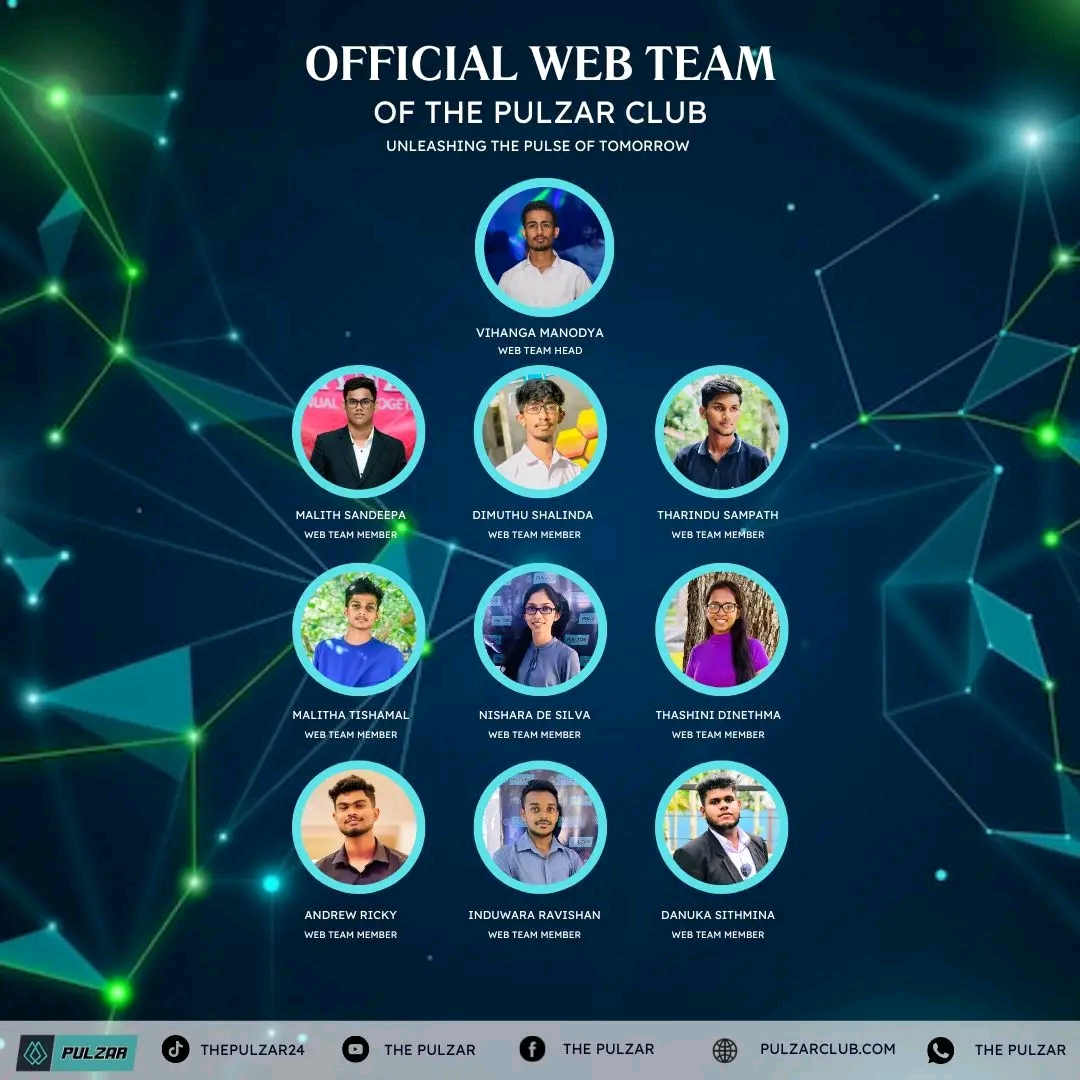 OFFICIAL WEB TEAM
OF THE PULZAR CLUB
UNLEASHING THE PULSE OF TOMORROW
VIHANGA MANODYA
WEB TEAM HEAD
MALITH SANDEEPA
WEB TEAM MEMBER
DIMUTHU SHALINDA
WEB TEAM MEMBER
THARINDU SAMPATH
WEB TEAM MEMBER
MALITHA TISHAMAL
WEB TEAM MEMBER
NISHARA DE SILVA
WEB TEAM MEMBER
THASHINI DINETHMA
WEB TEAM MEMBER
ANDREW RICKY
WEB TEAM MEMBER
INDUWARA RAVISHAN
WEB TEAM MEMBER
DANUKA SITHMINA
WEB TEAM MEMBER
PULZAR
THEPULZAR24
THE PULZAR
THE PULZAR
PULZARCLUB.COM
THE PULZAR